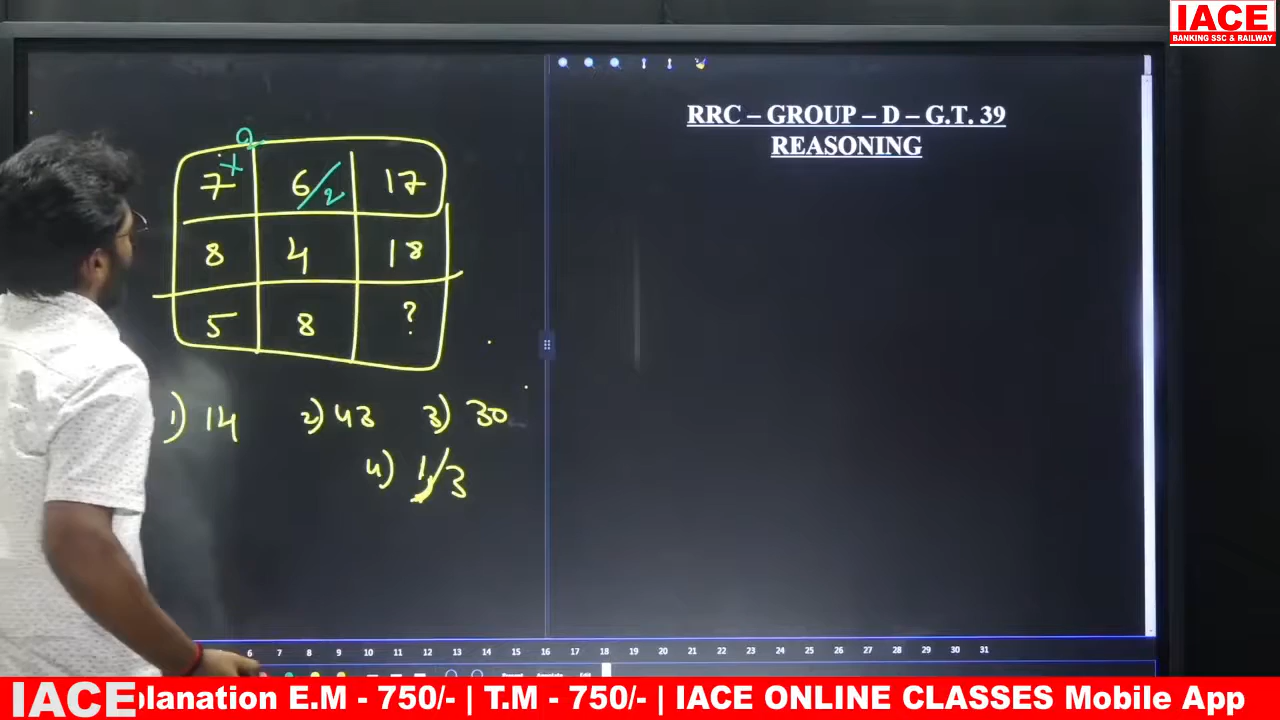 IACE
BANKING SSC & RAILWAY
RRC – GROUP – D – G.T. 39
REASONING
7 x 2 6/2 17
8 4 18
5 8 ?
1) 14 2) 43 3) 30
4) 1/3
6 7 8 9 10 11 12 13 14 15 16 17 18 19 20 21 22 23 24 25 26 27 28 29 30 31
IACE planation E.M - 750/- | T.M - 750/- | IACE ONLINE CLASSES Mobile App